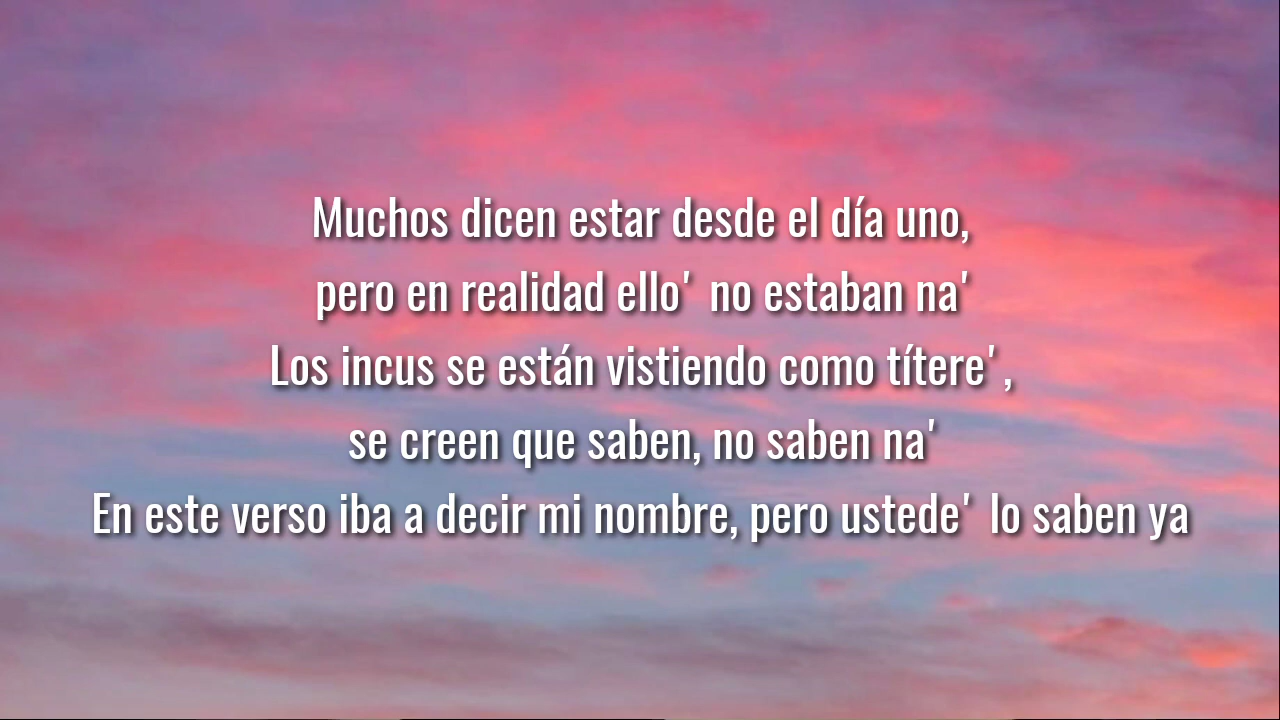 Muchos dicen estar desde el día uno,
pero en realidad ello' no estaban na'
Los incus se están vistiendo como títere',
se creen que saben, no saben na'
En este verso iba a decir mi nombre, pero ustede' lo saben ya